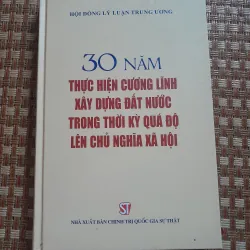 HỘI ĐỒNG LÝ LUẬN TRUNG ƯƠNG
30 NĂM
THỰC HIỆN CƯƠNG LĨNH
XÂY DỰNG ĐẤT NƯỚC
TRONG THỜI KỲ QUÁ ĐỘ
LÊN CHỦ NGHĨA XÃ HỘI
ST
NHÀ XUẤT BẢN CHÍNH TRỊ QUỐC GIA SỰ THẬT